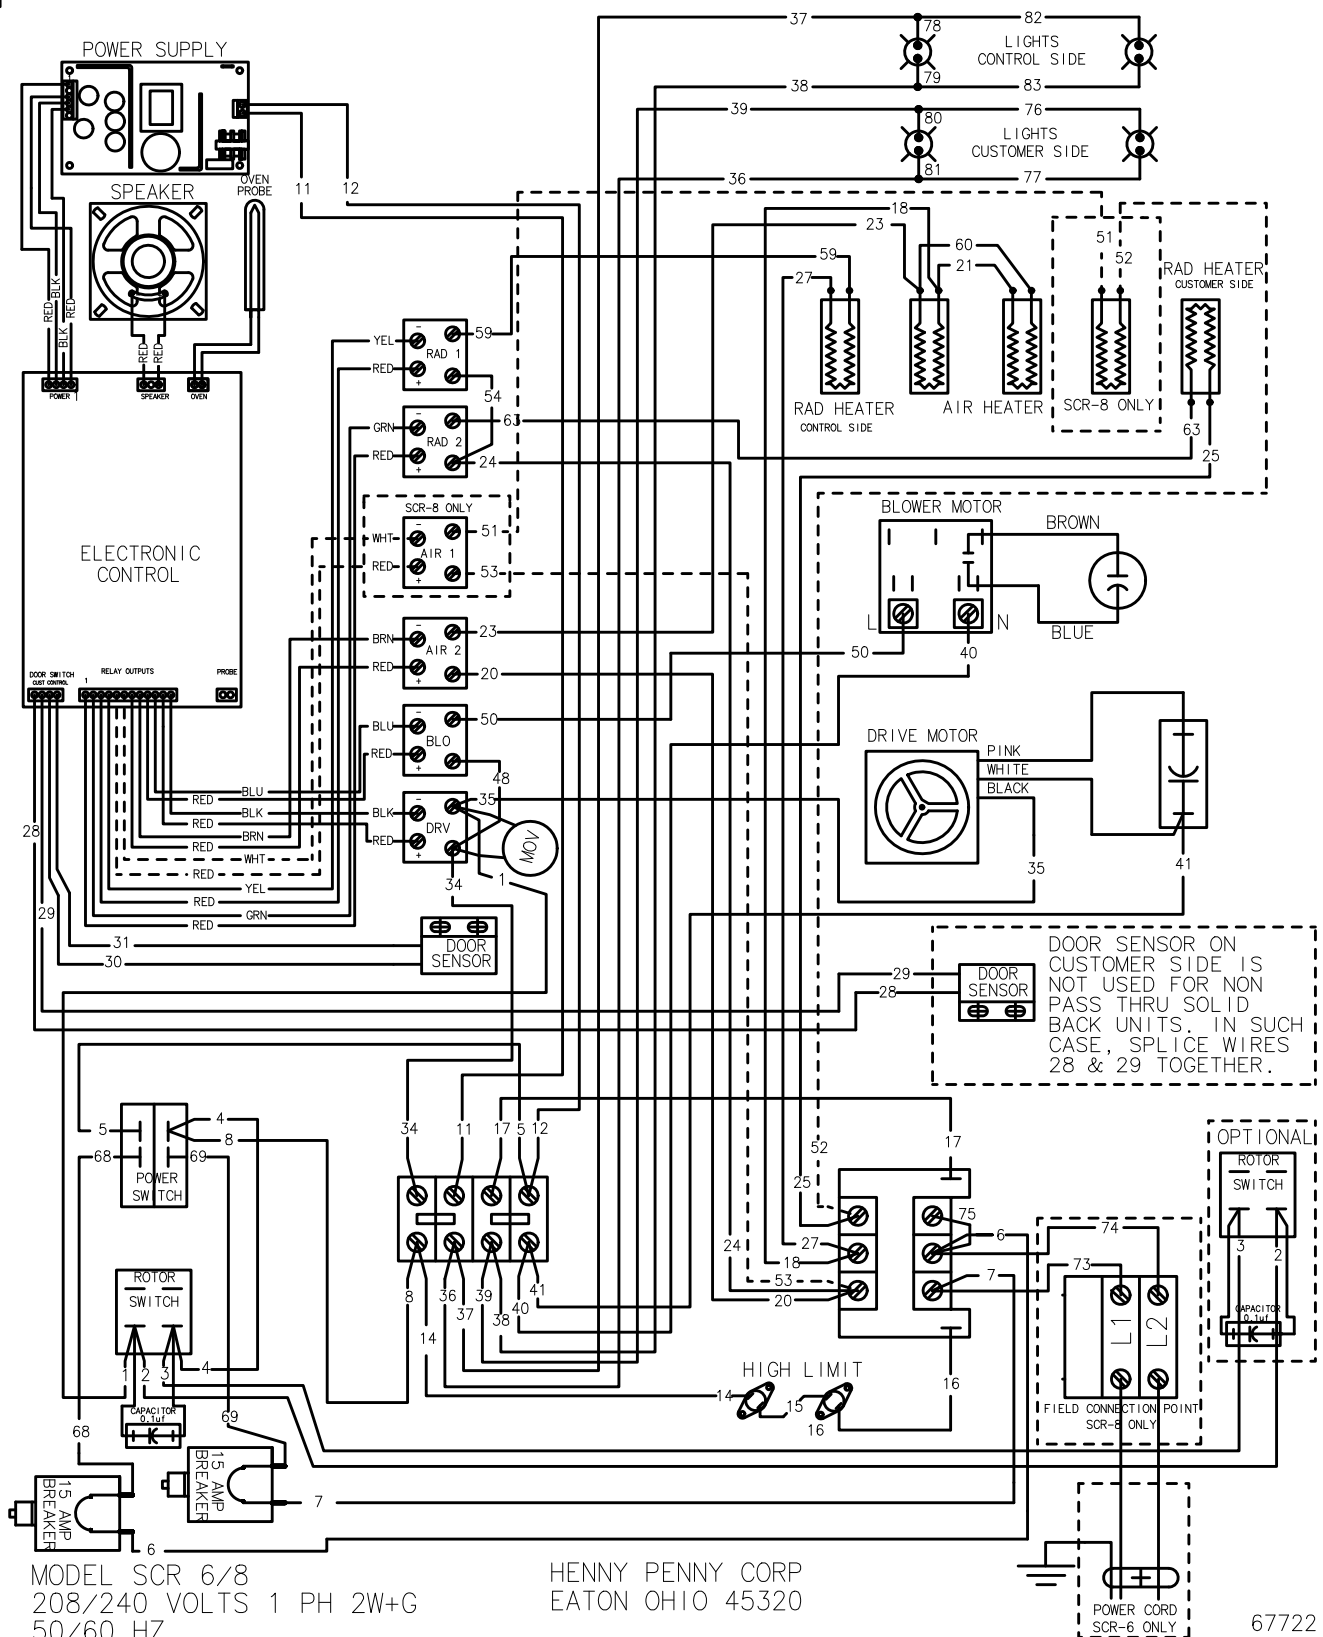 37
82
78
LIGHTS
CONTROL SIDE
79
38
83
39
76
80
LIGHTS
CUSTOMER SIDE
81
36
77
POWER SUPPLY
11
12
SPEAKER
OVEN
PROBE
RED
BLK
BLK
RED
RED
RED
POWER
SPEAKER
OVEN
1
18
23
60
21
59
27
51
52
RAD HEATER
CUSTOMER SIDE
RAD HEATER
CONTROL SIDE
AIR HEATER
SCR-8 ONLY
63
25
YEL
-
RAD 1
59
RED
+
54
GRN
-
RAD 2
63
RED
+
24
SCR-8 ONLY
WHT
-
AIR 1
51
RED
+
53
BRN
-
AIR 2
23
RED
+
20
BLU
-
BLO
50
RED
+
48
BLK
-
DRV
35
RED
+
MOV
34
1
ELECTRONIC
CONTROL
DOOR SWITCH
CUST CONTROL
RELAY OUTPUTS
1
PROBE
BLU
RED
BLK
RED
BRN
RED
WHT
RED
YEL
RED
GRN
RED
28
29
31
30
DOOR
SENSOR
BLOWER MOTOR
BROWN
L
N
BLUE
50
40
DRIVE MOTOR
PINK
WHITE
BLACK
35
41
29
28
DOOR
SENSOR
DOOR SENSOR ON
CUSTOMER SIDE IS
NOT USED FOR NON
PASS THRU SOLID
BACK UNITS. IN SUCH
CASE, SPLICE WIRES
28 & 29 TOGETHER.
5
4
8
68
69
POWER
SWITCH
34
11
17
5
12
8
14
36
37
39
38
40
41
52
25
17
75
6
27
18
24
53
20
7
74
73
16
OPTIONAL
ROTOR
SWITCH
3
2
CAPACITOR
0.1uf
L1
L2
FIELD CONNECTION POINT
SCR-8 ONLY
ROTOR
SWITCH
1
2
3
4
CAPACITOR
0.1uf
69
68
HIGH LIMIT
14
15
16
15 AMP
BREAKER
15 AMP
BREAKER
7
6
POWER CORD
SCR-6 ONLY
MODEL SCR 6/8
208/240 VOLTS 1 PH 2W+G
50/60 HZ
HENNY PENNY CORP
EATON OHIO 45320
67722